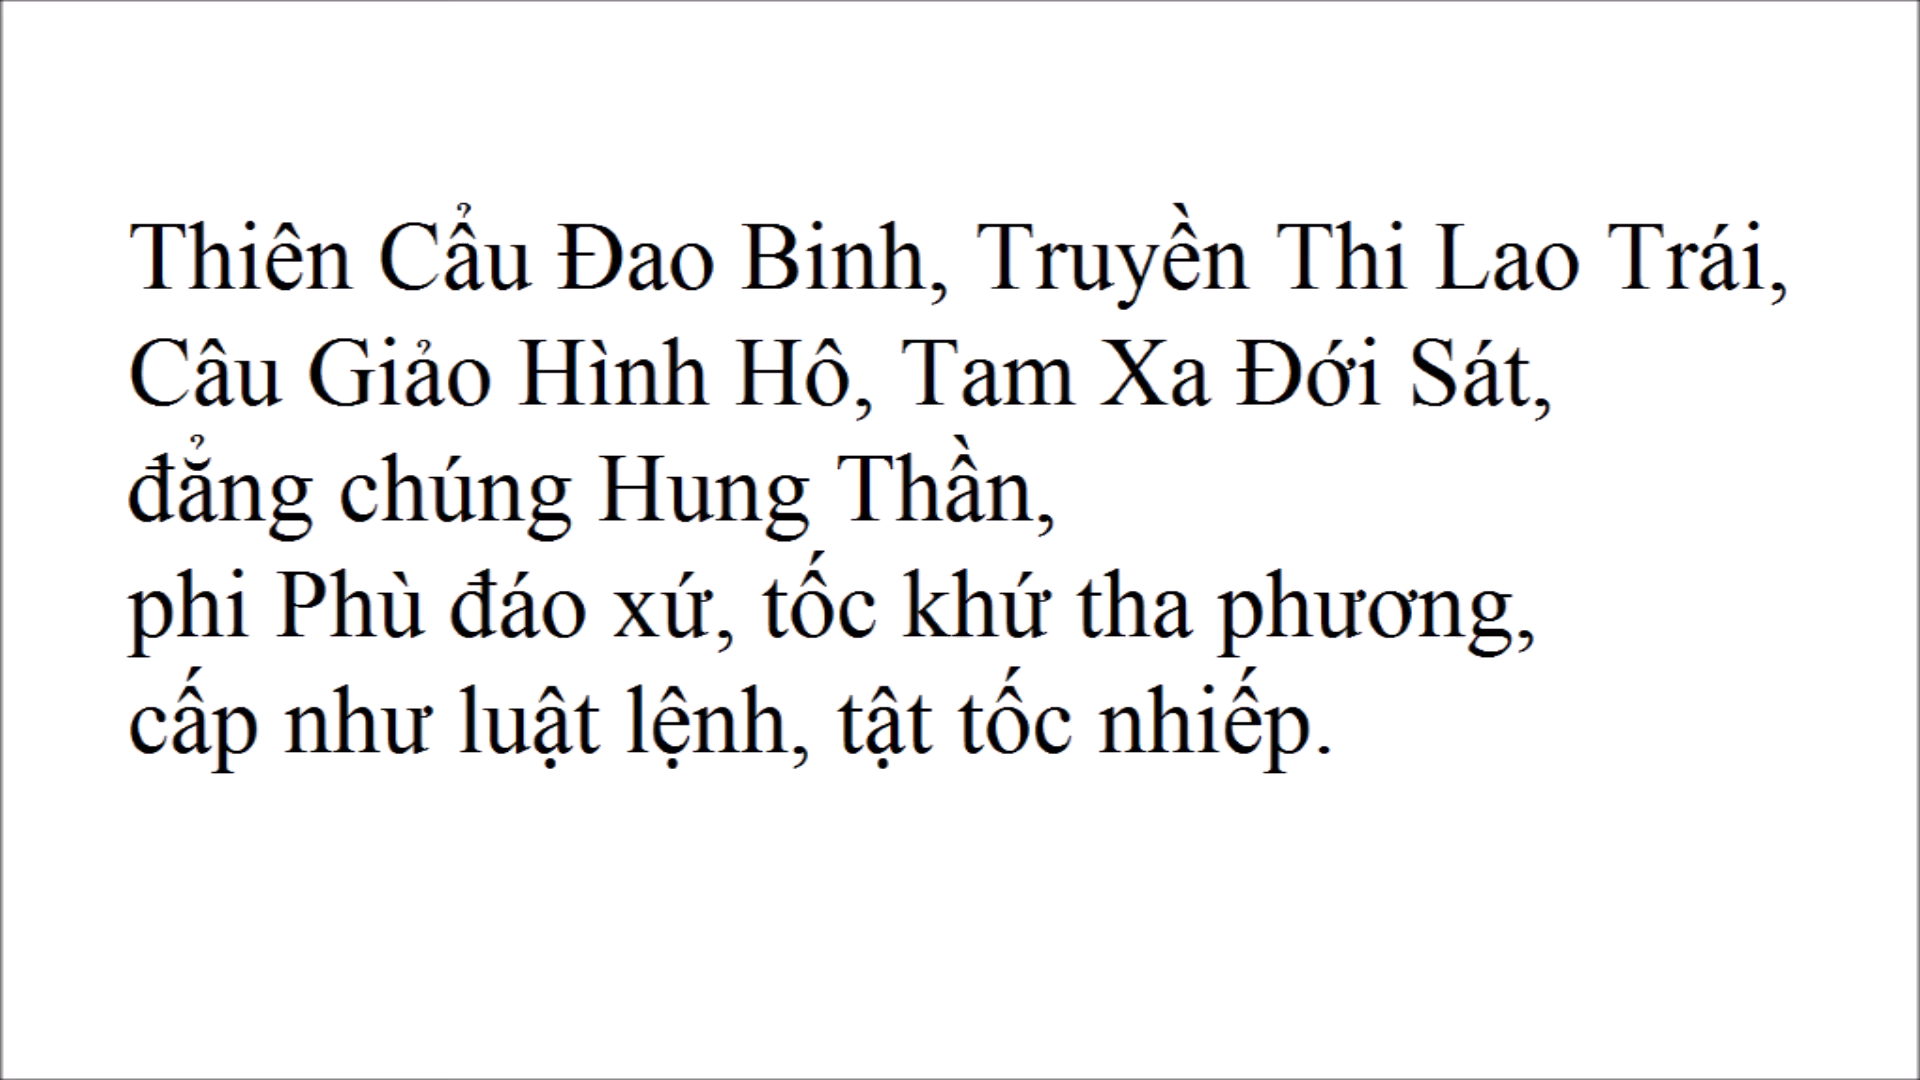 Thiên Cẩu Đao Binh, Truyền Thi Lao Trái,
Câu Giảo Hình Hô, Tam Xa Đới Sát,
đẳng chúng Hung Thần,
phi Phù đáo xứ, tốc khứ tha phương,
cấp như luật lệnh, tật tốc nhiếp.